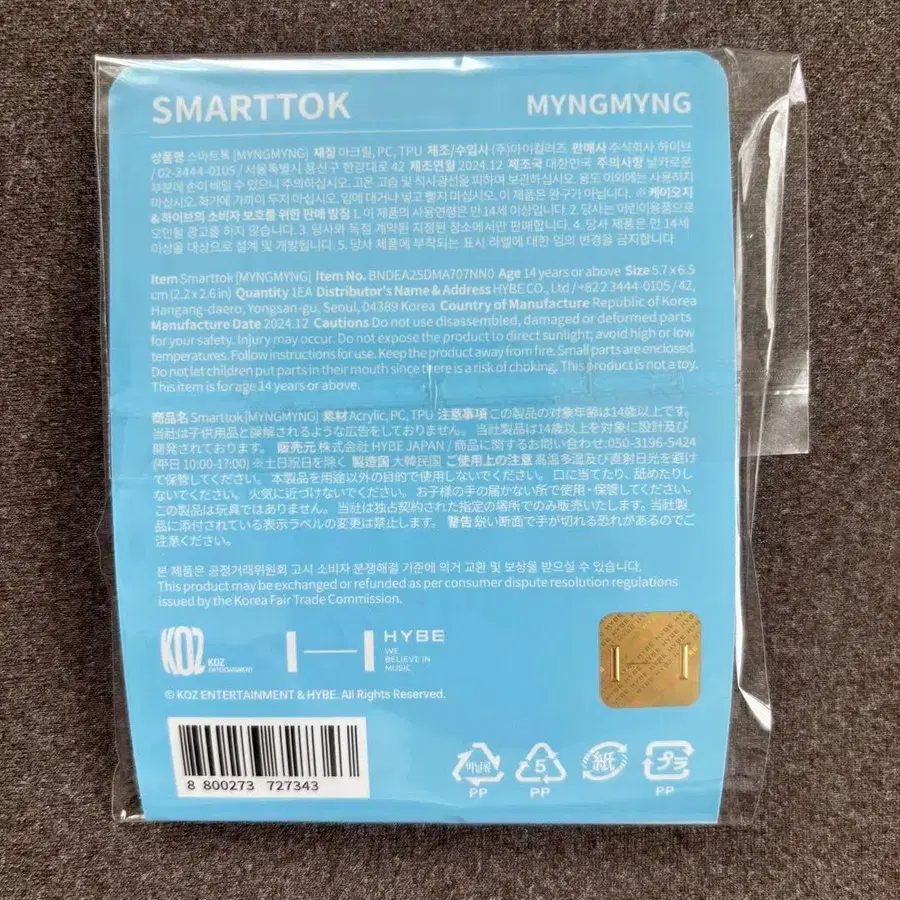 SMARTTOK
MYNGMYNG
상품명 스마트톡 [MYNGMYNG] 재질 아크릴, PC, TPU 제조/수입사 (주)마이컬러즈 판매사 주식회사 하이브
/ 02-3444-0105 / 서울특별시 용산구 한강대로 42 제조연월 2024.12 제조국 대한민국 주의사항 날카로운
부분에 손이 베일 수 있으니 주의하십시오. 고온 고습 및 직사광선을 피하여 보관하십시오. 용도 이외에는 사용하지
마십시오. 화기에 가까이 두지 마십시오. 입에 대거나 넣고 빨지 마십시오. 이 제품은 완구가 아닙니다. ※케이오지
& 하이브의 소비자 보호를 위한 판매 방침 1. 이 제품의 사용연령은 만 14세 이상입니다. 2. 당사는 어린이용품으로
오인될 광고를 하지 않습니다. 3. 당사와 독점 계약된 지정된 장소에서만 판매합니다. 4. 당사 제품은 만 14세
이상을 대상으로 설계 및 개발됩니다. 5. 당사 제품에 부착되는 표시 라벨에 대한 임의 변경을 금지합니다
Item Smarttok [MYNGMYNG] Item No. BNDEA25DMA707NN0 Age 14 years or above Size 5.7 x 6.5
cm (2.2 x 2.6 in) Quantity 1EA Distributor's Name & Address HYBE CO., Ltd / +82 2 3444-0105 / 42,
Hangang-daero, Yongsan-gu, Seoul, 04389 Korea Country of Manufacture Republic of Korea
Manufacture Date 2024.12 Cautions Do not use disassembled, damaged or deformed parts
for your safety. Injury may occur. Do not expose the product to direct sunlight; avoid high or low
temperatures. Follow instructions for use. Keep the product away from fire. Small parts are enclosed.
Do not let children put parts in their mouth since there is a risk of choking. This product is not a toy.
This item is for age 14 years or above.
商品名 Smarttok [MYNGMYNG] 素材 Acrylic, PC, TPU 注意事項 この製品の対象年齢は14歳以上です。
当社は子供用品と誤解されるような広告をしておりません。 当社製品は14歳以上を対象に設計及び
開発されております。 販売元 株式会社 HYBE JAPAN / 商品に関するお問い合わせ:050-3196-5424
(平日 10:00-17:00) ※土日祝日を除く 製造国 大韓民国 ご使用上の注意 高温多湿及び直射日光を避け
て保管してください。 本製品を用途以外の目的で使用しないでください。 口に当てたり、舐めたりし
ないでください。 火気に近づけないでください。 お子様の手の届かない所で使用・保管してください。
この製品は玩具ではありません。 当社は独占契約された指定の場所でのみ販売いたします。当社製
品に添付されている表示ラベルの変更は禁止します。 警告 鋭い断面で手が切れる恐れがあるのでご
注意ください。
본 제품은 공정거래위원회 고시 소비자 분쟁해결 기준에 의거 교환 및 보상을 받으실 수 있습니다.
This product may be exchanged or refunded as per consumer dispute resolution regulations
issued by the Korea Fair Trade Commission.
KOZ
KOZ
ENTERTAINMENT
HYBE
WE
BELIEVE IN
MUSIC
© KOZ ENTERTAINMENT & HYBE. All Rights Reserved.
8 800273 727343
비닐류
PP
5
PP
紙
プラ
PP